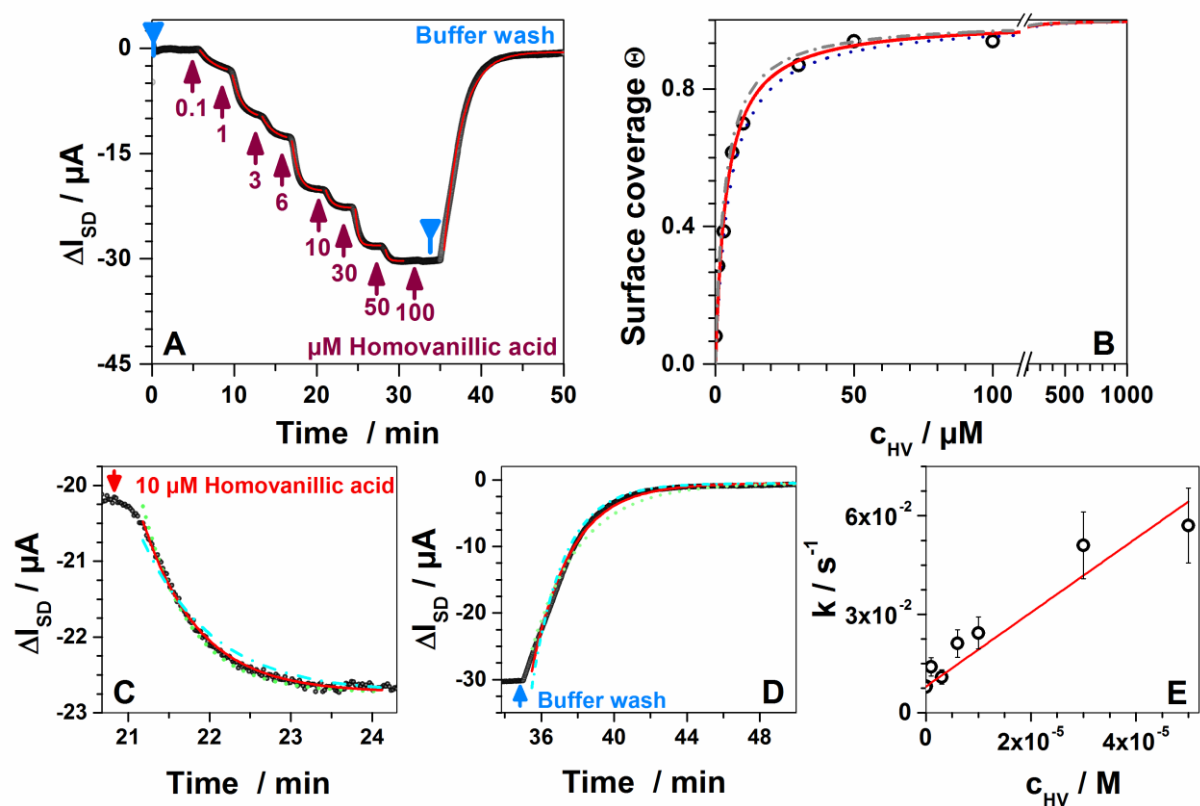 0
-15
-30
-45
ΔI_SD / µA
Buffer wash
0.1
1
3
6
10
30
50
100
A
µM Homovanillic acid
0 10 20 30 40 50
Time / min
0.8
0.4
0.0
Surface coverage Θ
B
0 50 100 500 1000
c_HV / µM
-20
-21
-22
-23
ΔI_SD / µA
10 µM Homovanillic acid
C
21 22 23 24
Time / min
0
-10
-20
-30
ΔI_SD / µA
D
Buffer wash
36 40 44 48
Time / min
6x10⁻²
3x10⁻²
0
k / s⁻¹
E
0 2x10⁻⁵ 4x10⁻⁵
c_HV / M